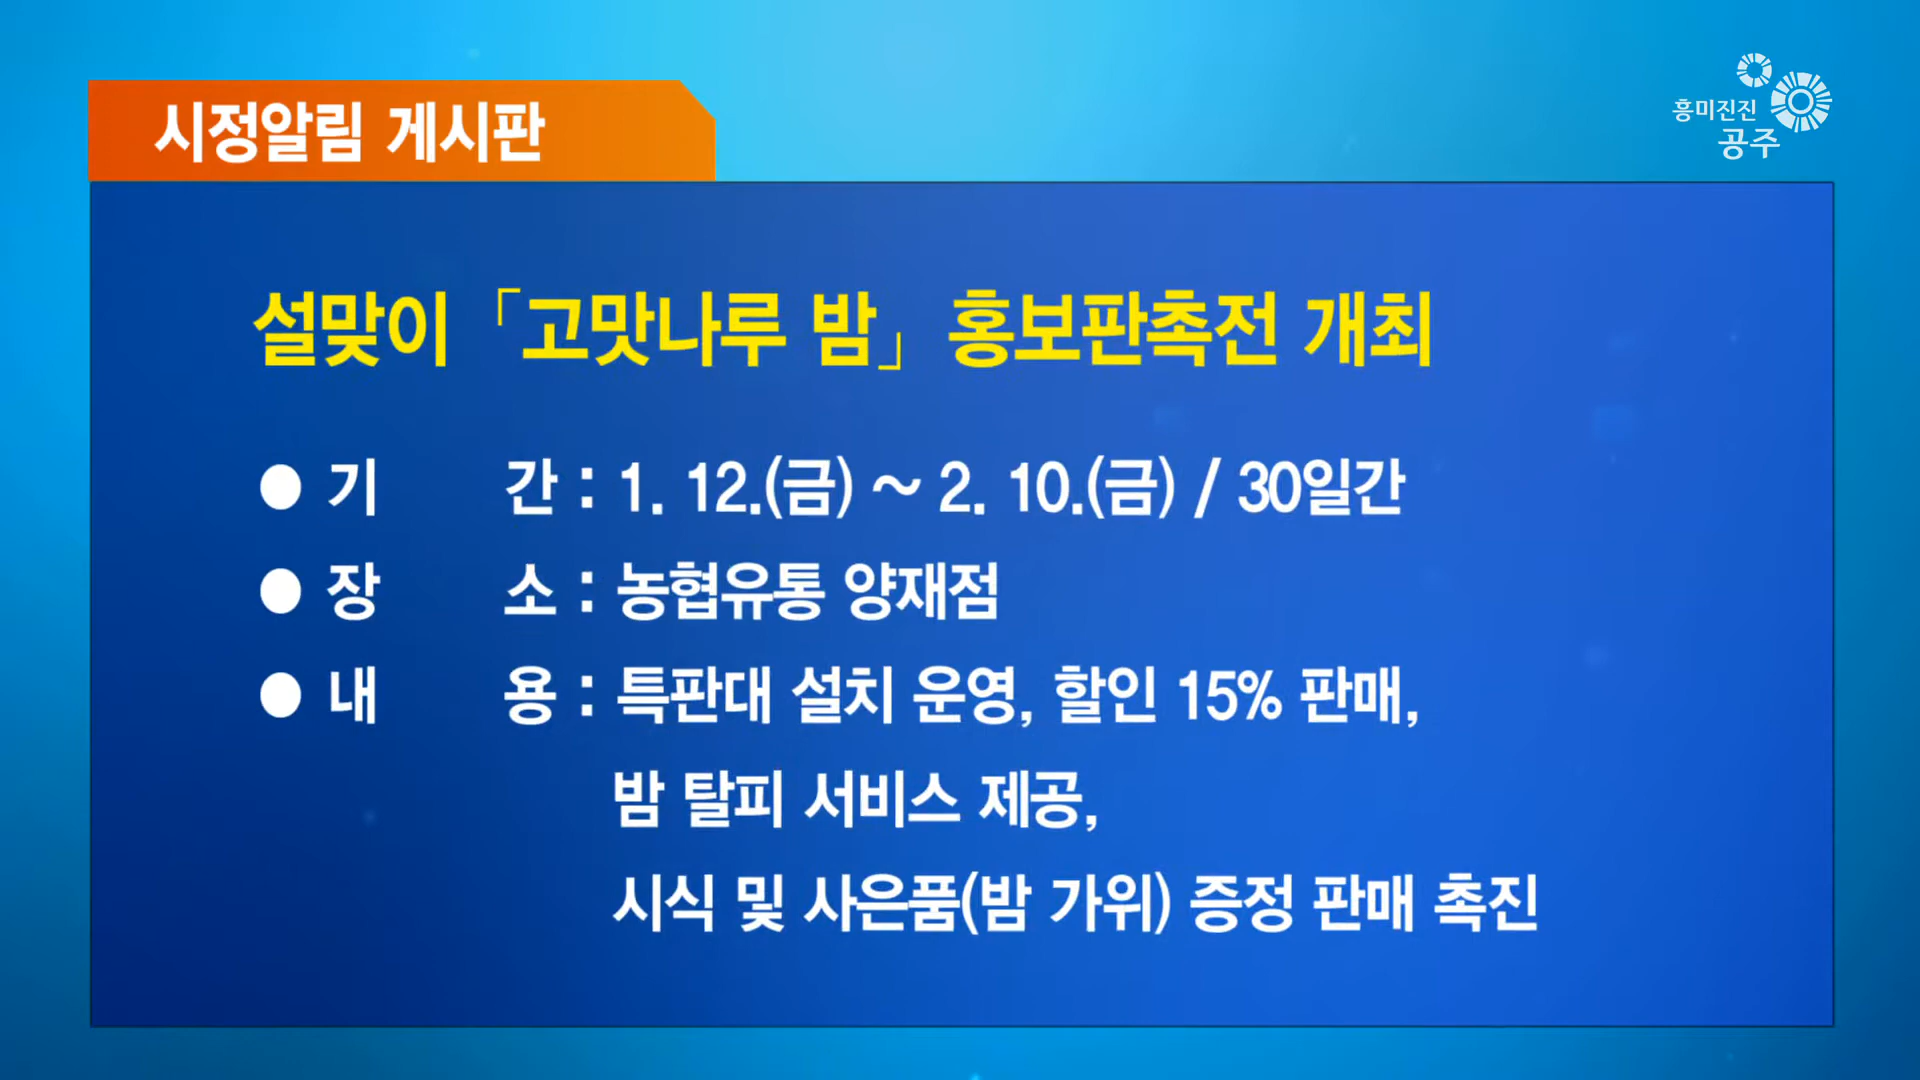 시정알림 게시판
흥미진진
공주
설맞이 「고맛나루 밤」 홍보판촉전 개최
● 기 간 : 1. 12.(금) ~ 2. 10.(금) / 30일간
● 장 소 : 농협유통 양재점
● 내 용 : 특판대 설치 운영, 할인 15% 판매,
밤 탈피 서비스 제공,
시식 및 사은품(밤 가위) 증정 판매 촉진